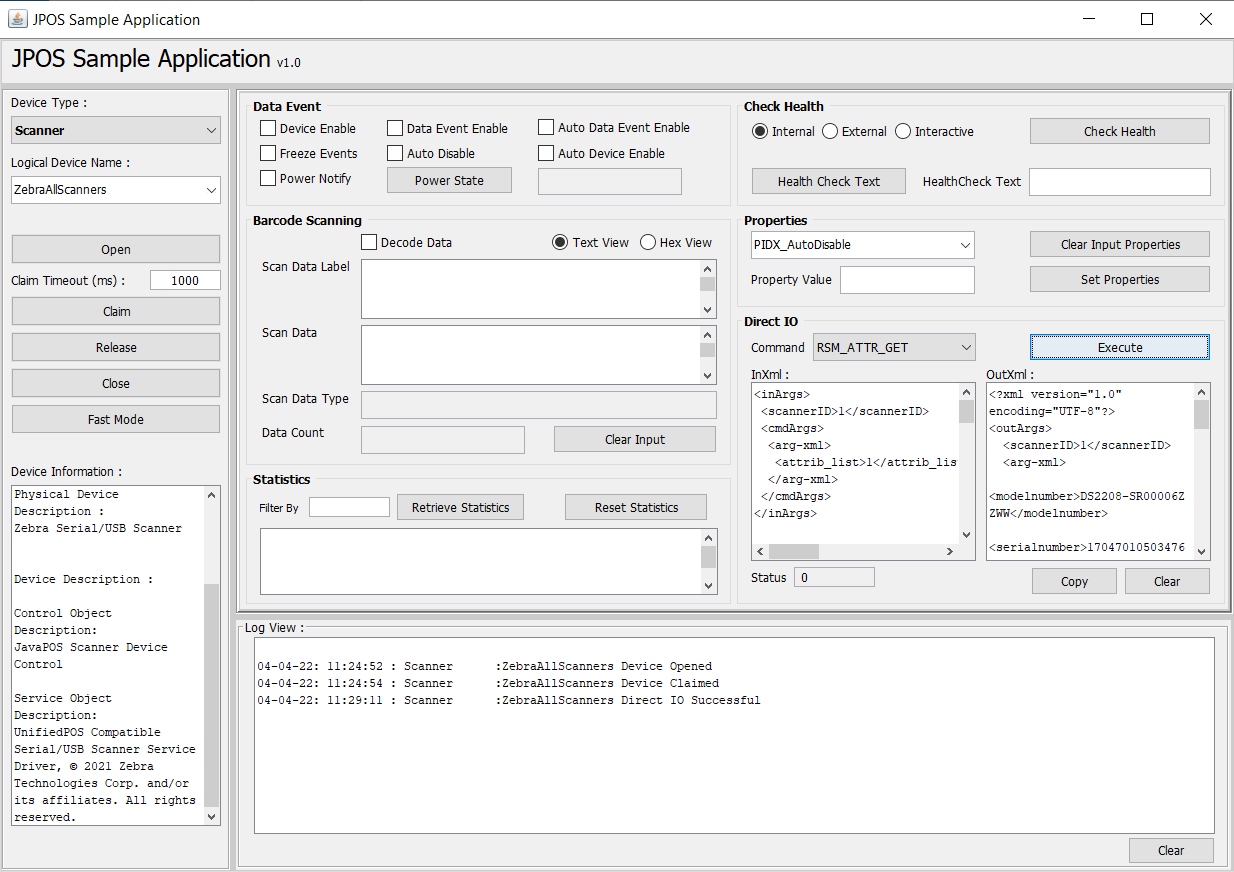 JPOS Sample Application
JPOS Sample Application v1.0
Device Type :
Scanner
Logical Device Name :
ZebraAllScanners
Open
Claim Timeout (ms) : 1000
Claim
Release
Close
Fast Mode
Device Information :
Physical Device
Description :
Zebra Serial/USB Scanner
Device Description :
Control Object
Description:
JavaPOS Scanner Device
Control
Service Object
Description:
UnifiedPOS Compatible
Serial/USB Scanner Service
Driver, © 2021 Zebra
Technologies Corp. and/or
its affiliates. All rights
reserved.
Data Event
Device Enable Data Event Enable Auto Data Event Enable
Freeze Events Auto Disable Auto Device Enable
Power Notify Power State
Barcode Scanning
Decode Data Text View Hex View
Scan Data Label
Scan Data
Scan Data Type
Data Count Clear Input
Statistics
Filter By Retrieve Statistics Reset Statistics
Check Health
Internal External Interactive Check Health
Health Check Text HealthCheck Text
Properties
PIDX_AutoDisable Clear Input Properties
Property Value Set Properties
Direct IO
Command RSM_ATTR_GET Execute
InXml :
<inArgs>
<scannerID>1</scannerID>
<cmdArgs>
<arg-xml>
<attrib_list>1</attrib_lis
</arg-xml>
</cmdArgs>
</inArgs>
OutXml :
<?xml version="1.0"
encoding="UTF-8"?>
<outArgs>
<scannerID>1</scannerID>
<arg-xml>
<modelnumber>DS2208-SR00006Z
ZWW</modelnumber>
<serialnumber>17047010503476
Status 0 Copy Clear
Log View :
04-04-22: 11:24:52 : Scanner :ZebraAllScanners Device Opened
04-04-22: 11:24:54 : Scanner :ZebraAllScanners Device Claimed
04-04-22: 11:29:11 : Scanner :ZebraAllScanners Direct IO Successful
Clear